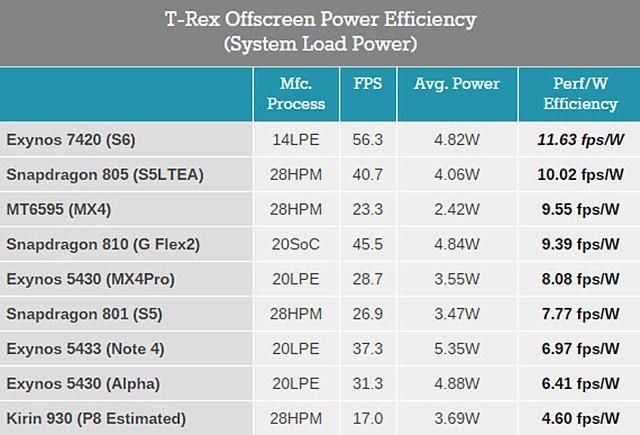 T-Rex Offscreen Power Efficiency
(System Load Power)
Mfc. Process FPS Avg. Power Perf/W Efficiency
Exynos 7420 (S6) 14LPE 56.3 4.82W 11.63 fps/W
Snapdragon 805 (S5LTEA) 28HPM 40.7 4.06W 10.02 fps/W
MT6595 (MX4) 28HPM 23.3 2.42W 9.55 fps/W
Snapdragon 810 (G Flex2) 20SoC 45.5 4.84W 9.39 fps/W
Exynos 5430 (MX4Pro) 20LPE 28.7 3.55W 8.08 fps/W
Snapdragon 801 (S5) 28HPM 26.9 3.47W 7.77 fps/W
Exynos 5433 (Note 4) 20LPE 37.3 5.35W 6.97 fps/W
Exynos 5430 (Alpha) 20LPE 31.3 4.88W 6.41 fps/W
Kirin 930 (P8 Estimated) 28HPM 17.0 3.69W 4.60 fps/W